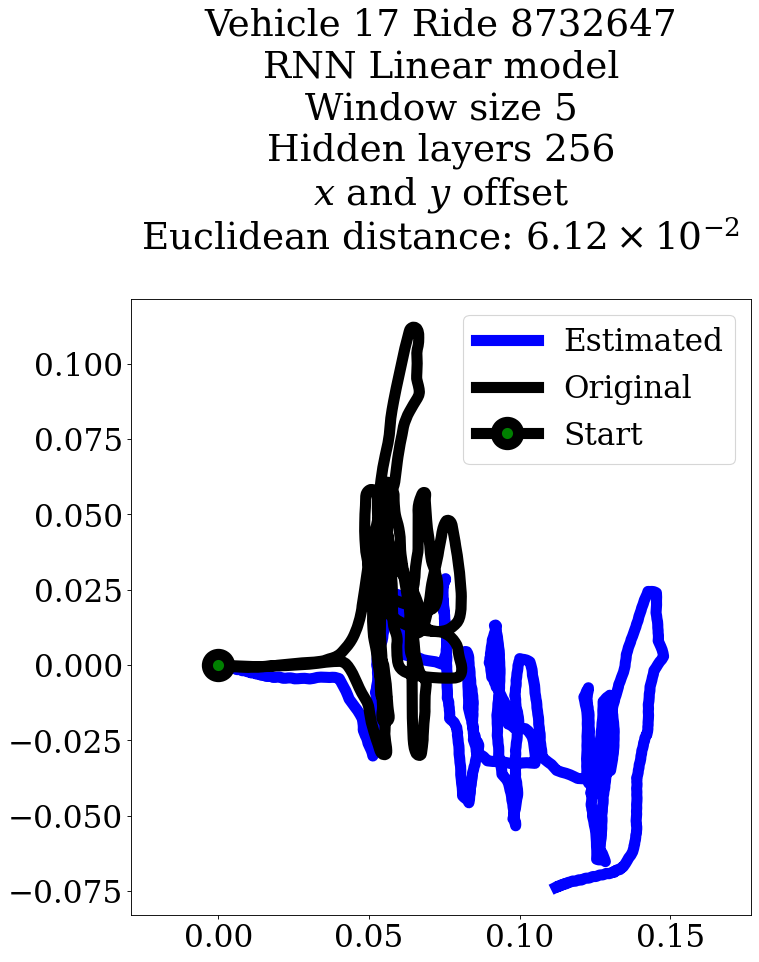 Vehicle 17 Ride 8732647
RNN Linear model
Window size 5
Hidden layers 256
x and y offset
Euclidean distance: 6.12 × 10⁻²
Estimated
Original
Start
0.100
0.075
0.050
0.025
0.000
−0.025
−0.050
−0.075
0.00 0.05 0.10 0.15